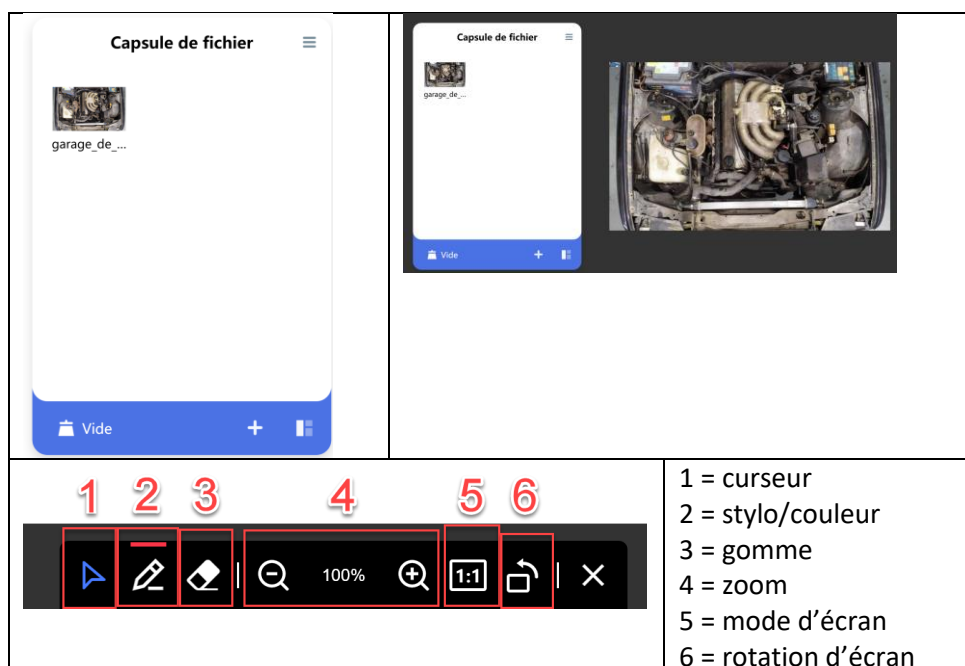 Capsule de fichier
garage_de_...
Vide
Capsule de fichier
garage_de_...
Vide
1 2 3 4 5 6
100% 1:1
1 = curseur
2 = stylo/couleur
3 = gomme
4 = zoom
5 = mode d’écran
6 = rotation d’écran